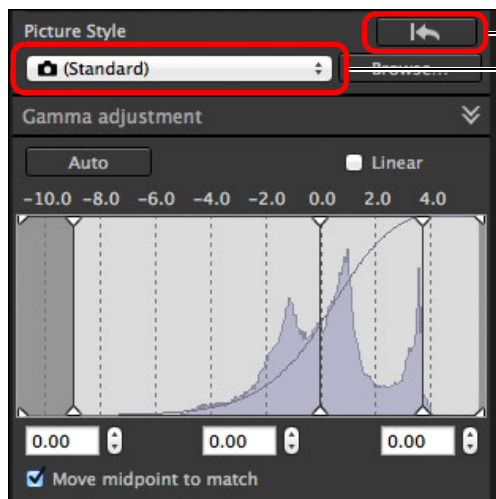 Picture Style
(Standard)
Browse...
Gamma adjustment
Auto
Linear
-10.0 -8.0 -6.0 -4.0 -2.0 0.0 2.0 4.0
0.00 0.00 0.00
Move midpoint to match